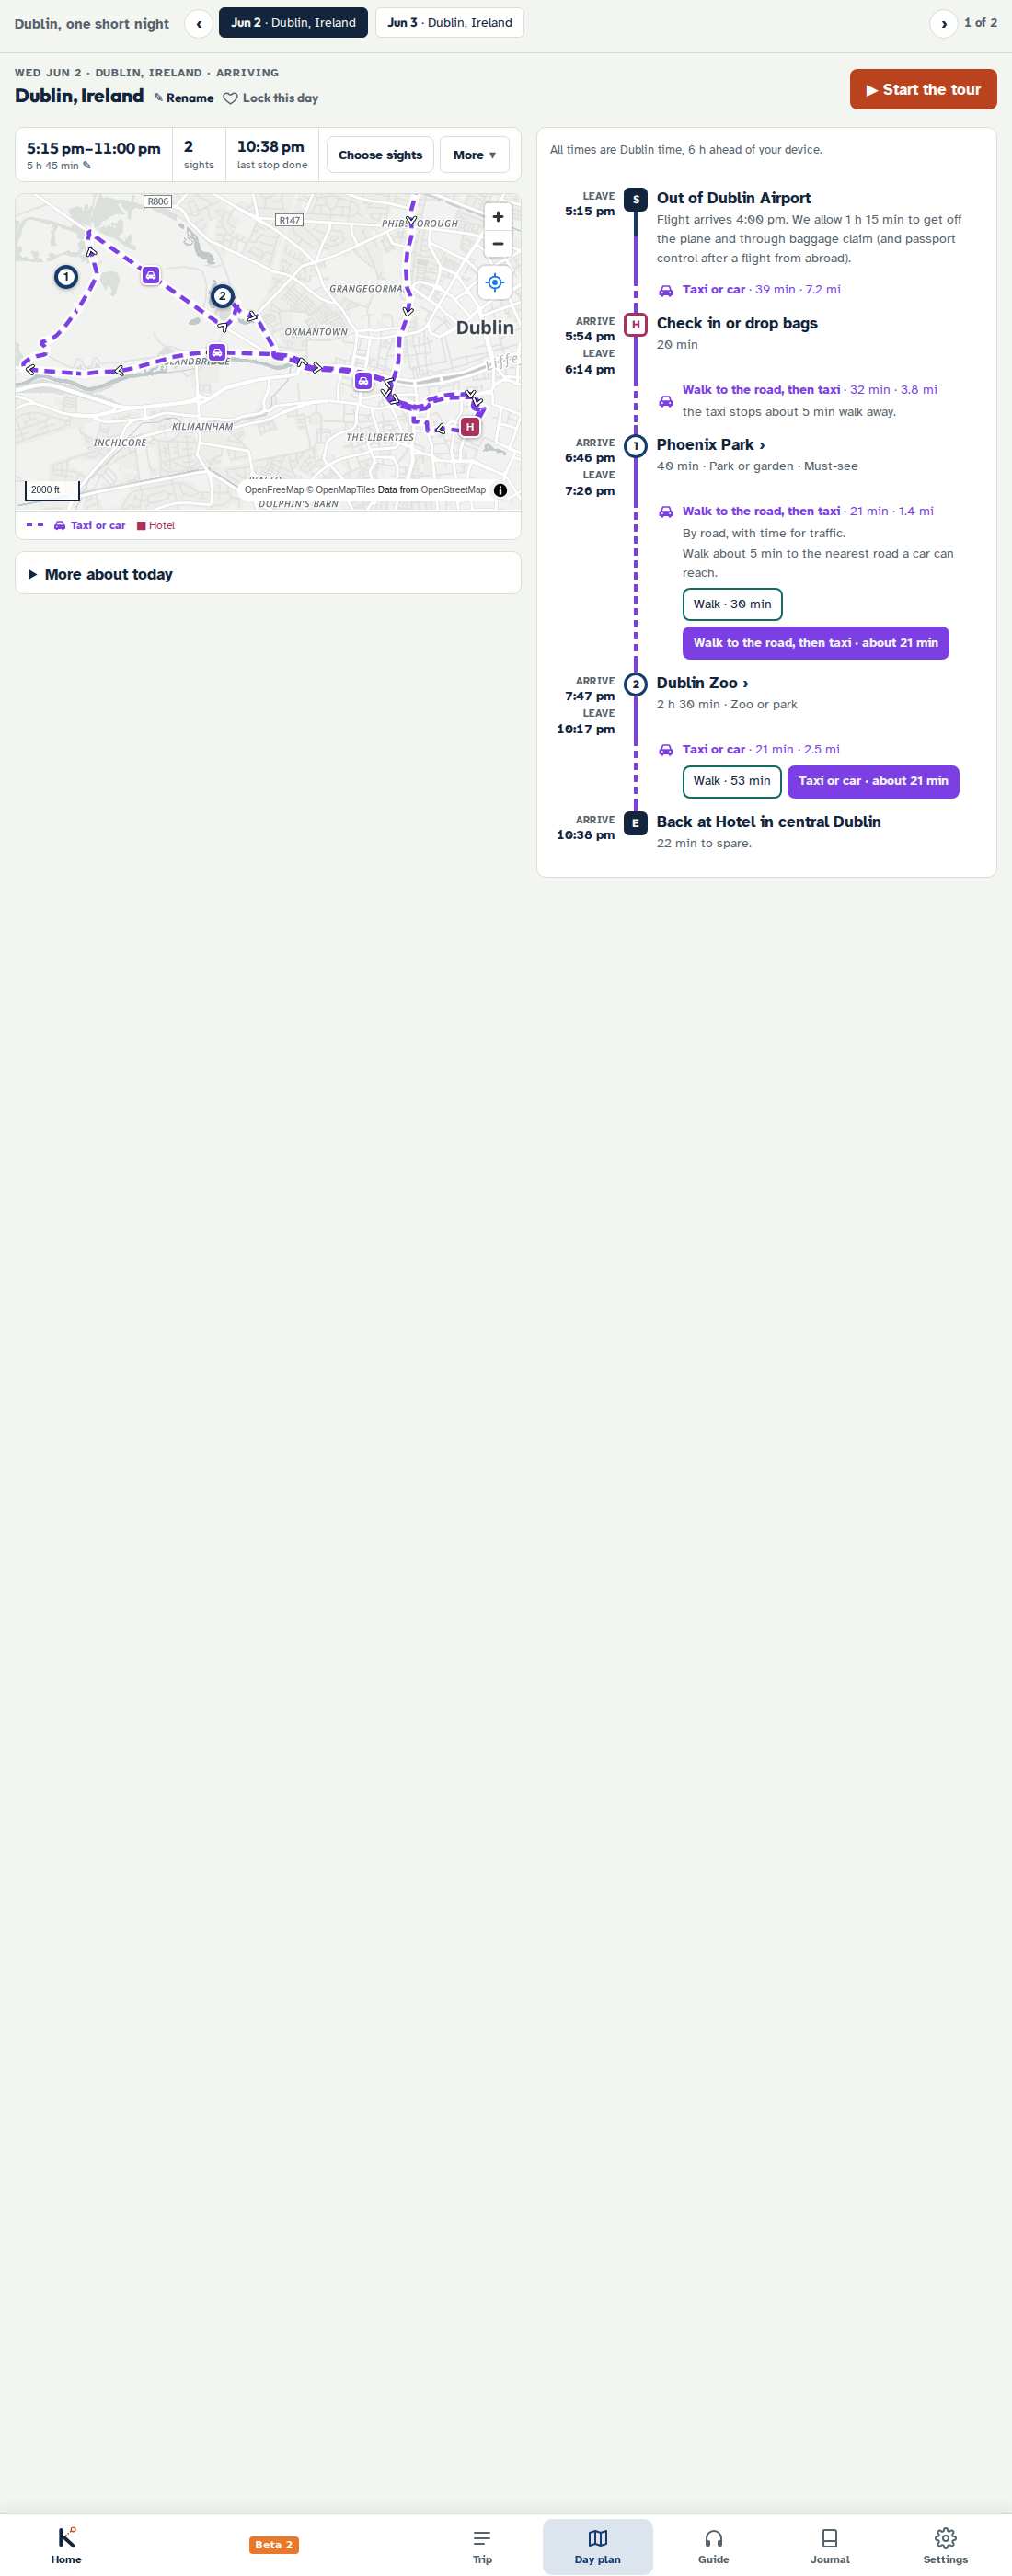 Dublin, one short night
‹
Jun 2 · Dublin, Ireland
Jun 3 · Dublin, Ireland
›
1 of 2
WED JUN 2 · DUBLIN, IRELAND · ARRIVING
Dublin, Ireland
✎ Rename
Lock this day
▶ Start the tour
5:15 pm–11:00 pm
5 h 45 min ✎
2
sights
10:38 pm
last stop done
Choose sights
More ▾
R806
R147
PHIBSBOROUGH
GRANGEGORMA
OXMANTOWN
Dublin
Liffe
ISLANDBRIDGE
KILMAINHAM
INCHICORE
THE LIBERTIES
RIALTO
DOLPHIN'S BARN
1
2
H
+
−
2000 ft
OpenFreeMap © OpenMapTiles Data from OpenStreetMap
Taxi or car
Hotel
▶ More about today
All times are Dublin time, 6 h ahead of your device.
LEAVE
5:15 pm
S
Out of Dublin Airport
Flight arrives 4:00 pm. We allow 1 h 15 min to get off
the plane and through baggage claim (and passport
control after a flight from abroad).
Taxi or car · 39 min · 7.2 mi
ARRIVE
5:54 pm
LEAVE
6:14 pm
H
Check in or drop bags
20 min
Walk to the road, then taxi · 32 min · 3.8 mi
the taxi stops about 5 min walk away.
ARRIVE
6:46 pm
LEAVE
7:26 pm
1
Phoenix Park ›
40 min · Park or garden · Must-see
Walk to the road, then taxi · 21 min · 1.4 mi
By road, with time for traffic.
Walk about 5 min to the nearest road a car can
reach.
Walk · 30 min
Walk to the road, then taxi · about 21 min
ARRIVE
7:47 pm
LEAVE
10:17 pm
2
Dublin Zoo ›
2 h 30 min · Zoo or park
Taxi or car · 21 min · 2.5 mi
Walk · 53 min
Taxi or car · about 21 min
ARRIVE
10:38 pm
E
Back at Hotel in central Dublin
22 min to spare.
Home
Beta 2
Trip
Day plan
Guide
Journal
Settings